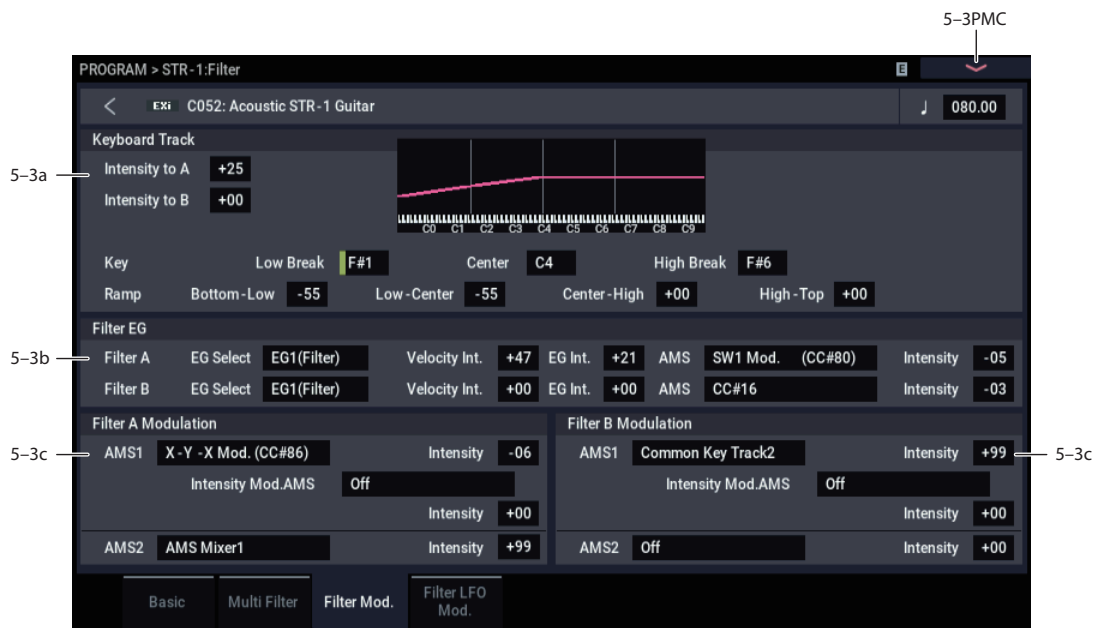 5–3PMC
PROGRAM > STR-1:Filter E
EXi C052: Acoustic STR-1 Guitar ♩ 080.00
Keyboard Track
5–3a Intensity to A +25
Intensity to B +00
C0 C1 C2 C3 C4 C5 C6 C7 C8 C9
Key Low Break F#1 Center C4 High Break F#6
Ramp Bottom-Low -55 Low-Center -55 Center-High +00 High-Top +00
Filter EG
5–3b Filter A EG Select EG1(Filter) Velocity Int. +47 EG Int. +21 AMS SW1 Mod. (CC#80) Intensity -05
Filter B EG Select EG1(Filter) Velocity Int. +00 EG Int. +00 AMS CC#16 Intensity -03
Filter A Modulation Filter B Modulation
5–3c AMS1 X-Y -X Mod. (CC#86) Intensity -06 AMS1 Common Key Track2 Intensity +99 5–3c
Intensity Mod.AMS Off Intensity Mod.AMS Off
Intensity +00 Intensity +00
AMS2 AMS Mixer1 Intensity +99 AMS2 Off Intensity +00
Basic Multi Filter Filter Mod. Filter LFO
Mod.